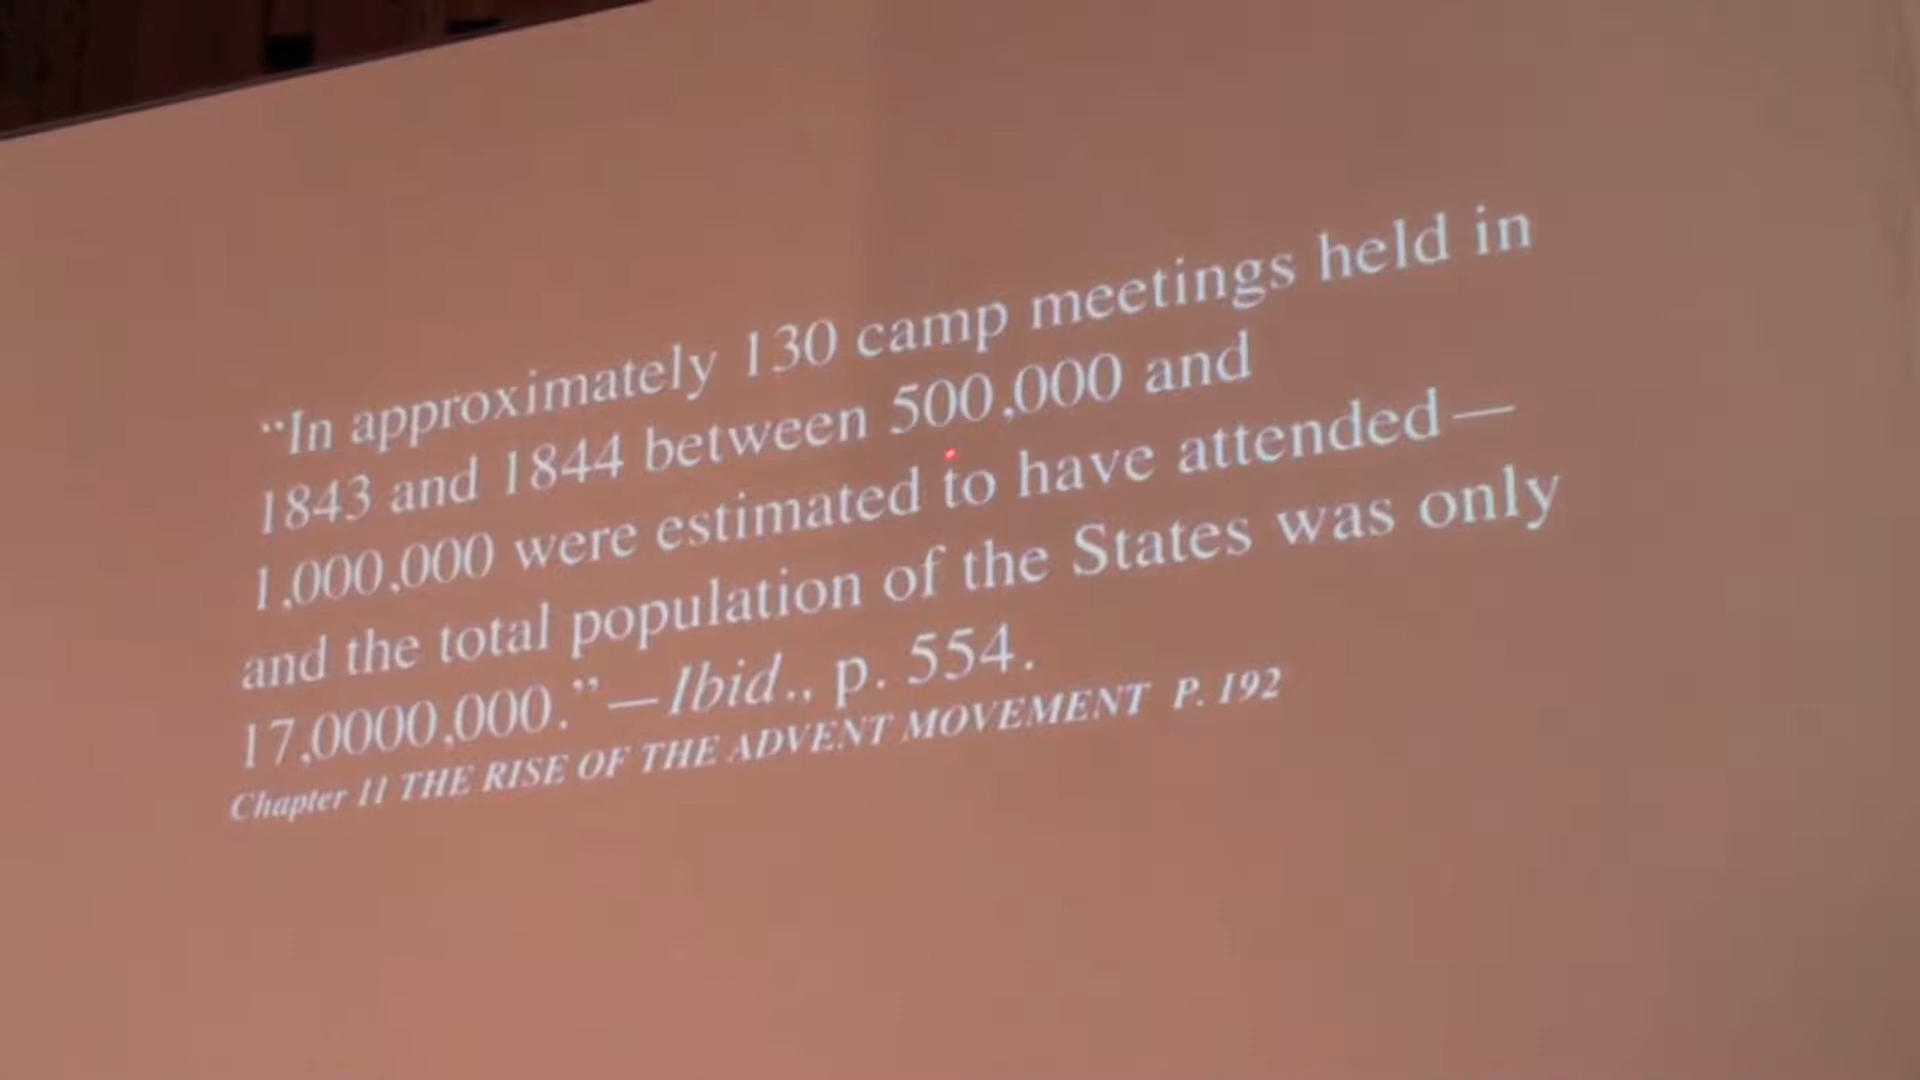 “In approximately 130 camp meetings held in
1843 and 1844 between 500,000 and
1,000,000 were estimated to have attended—
and the total population of the States was only
17,0000,000.”—Ibid., p. 554.
Chapter 11 THE RISE OF THE ADVENT MOVEMENT P. 192